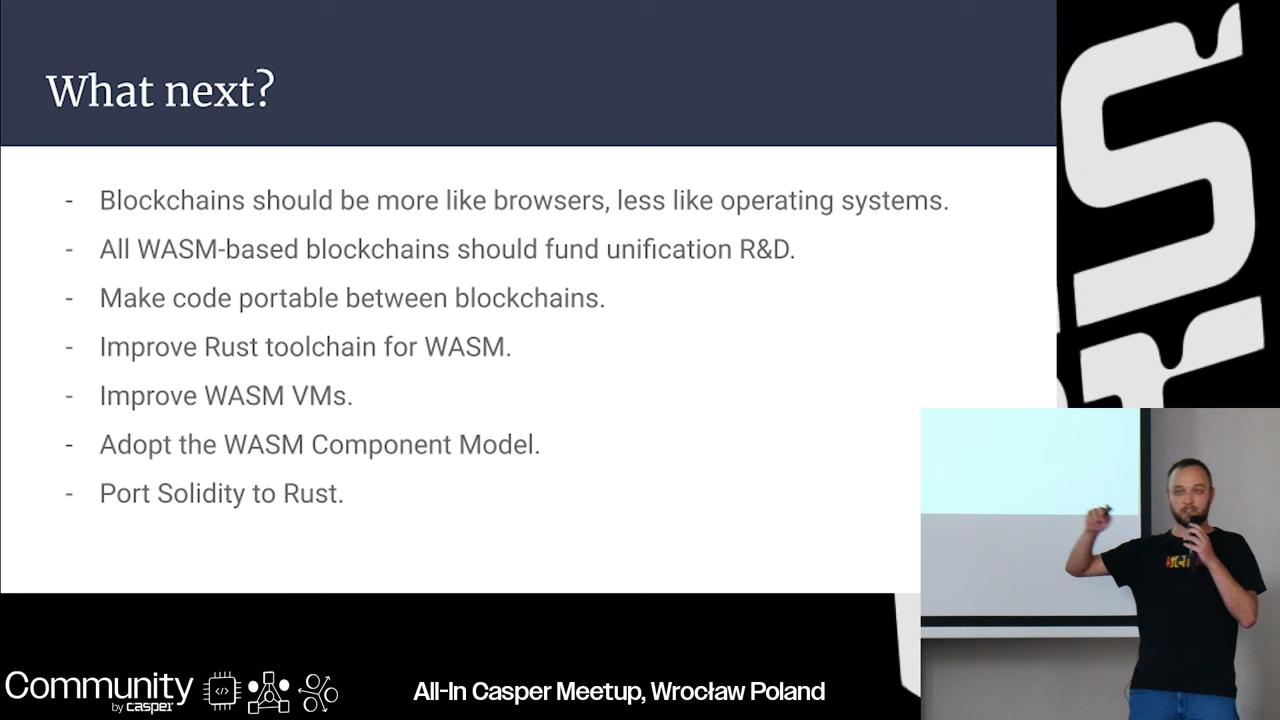 What next?
- Blockchains should be more like browsers, less like operating systems.
- All WASM-based blockchains should fund unification R&D.
- Make code portable between blockchains.
- Improve Rust toolchain for WASM.
- Improve WASM VMs.
- Adopt the WASM Component Model.
- Port Solidity to Rust.
Community
by casper
</>
All-In Casper Meetup, Wrocław Poland